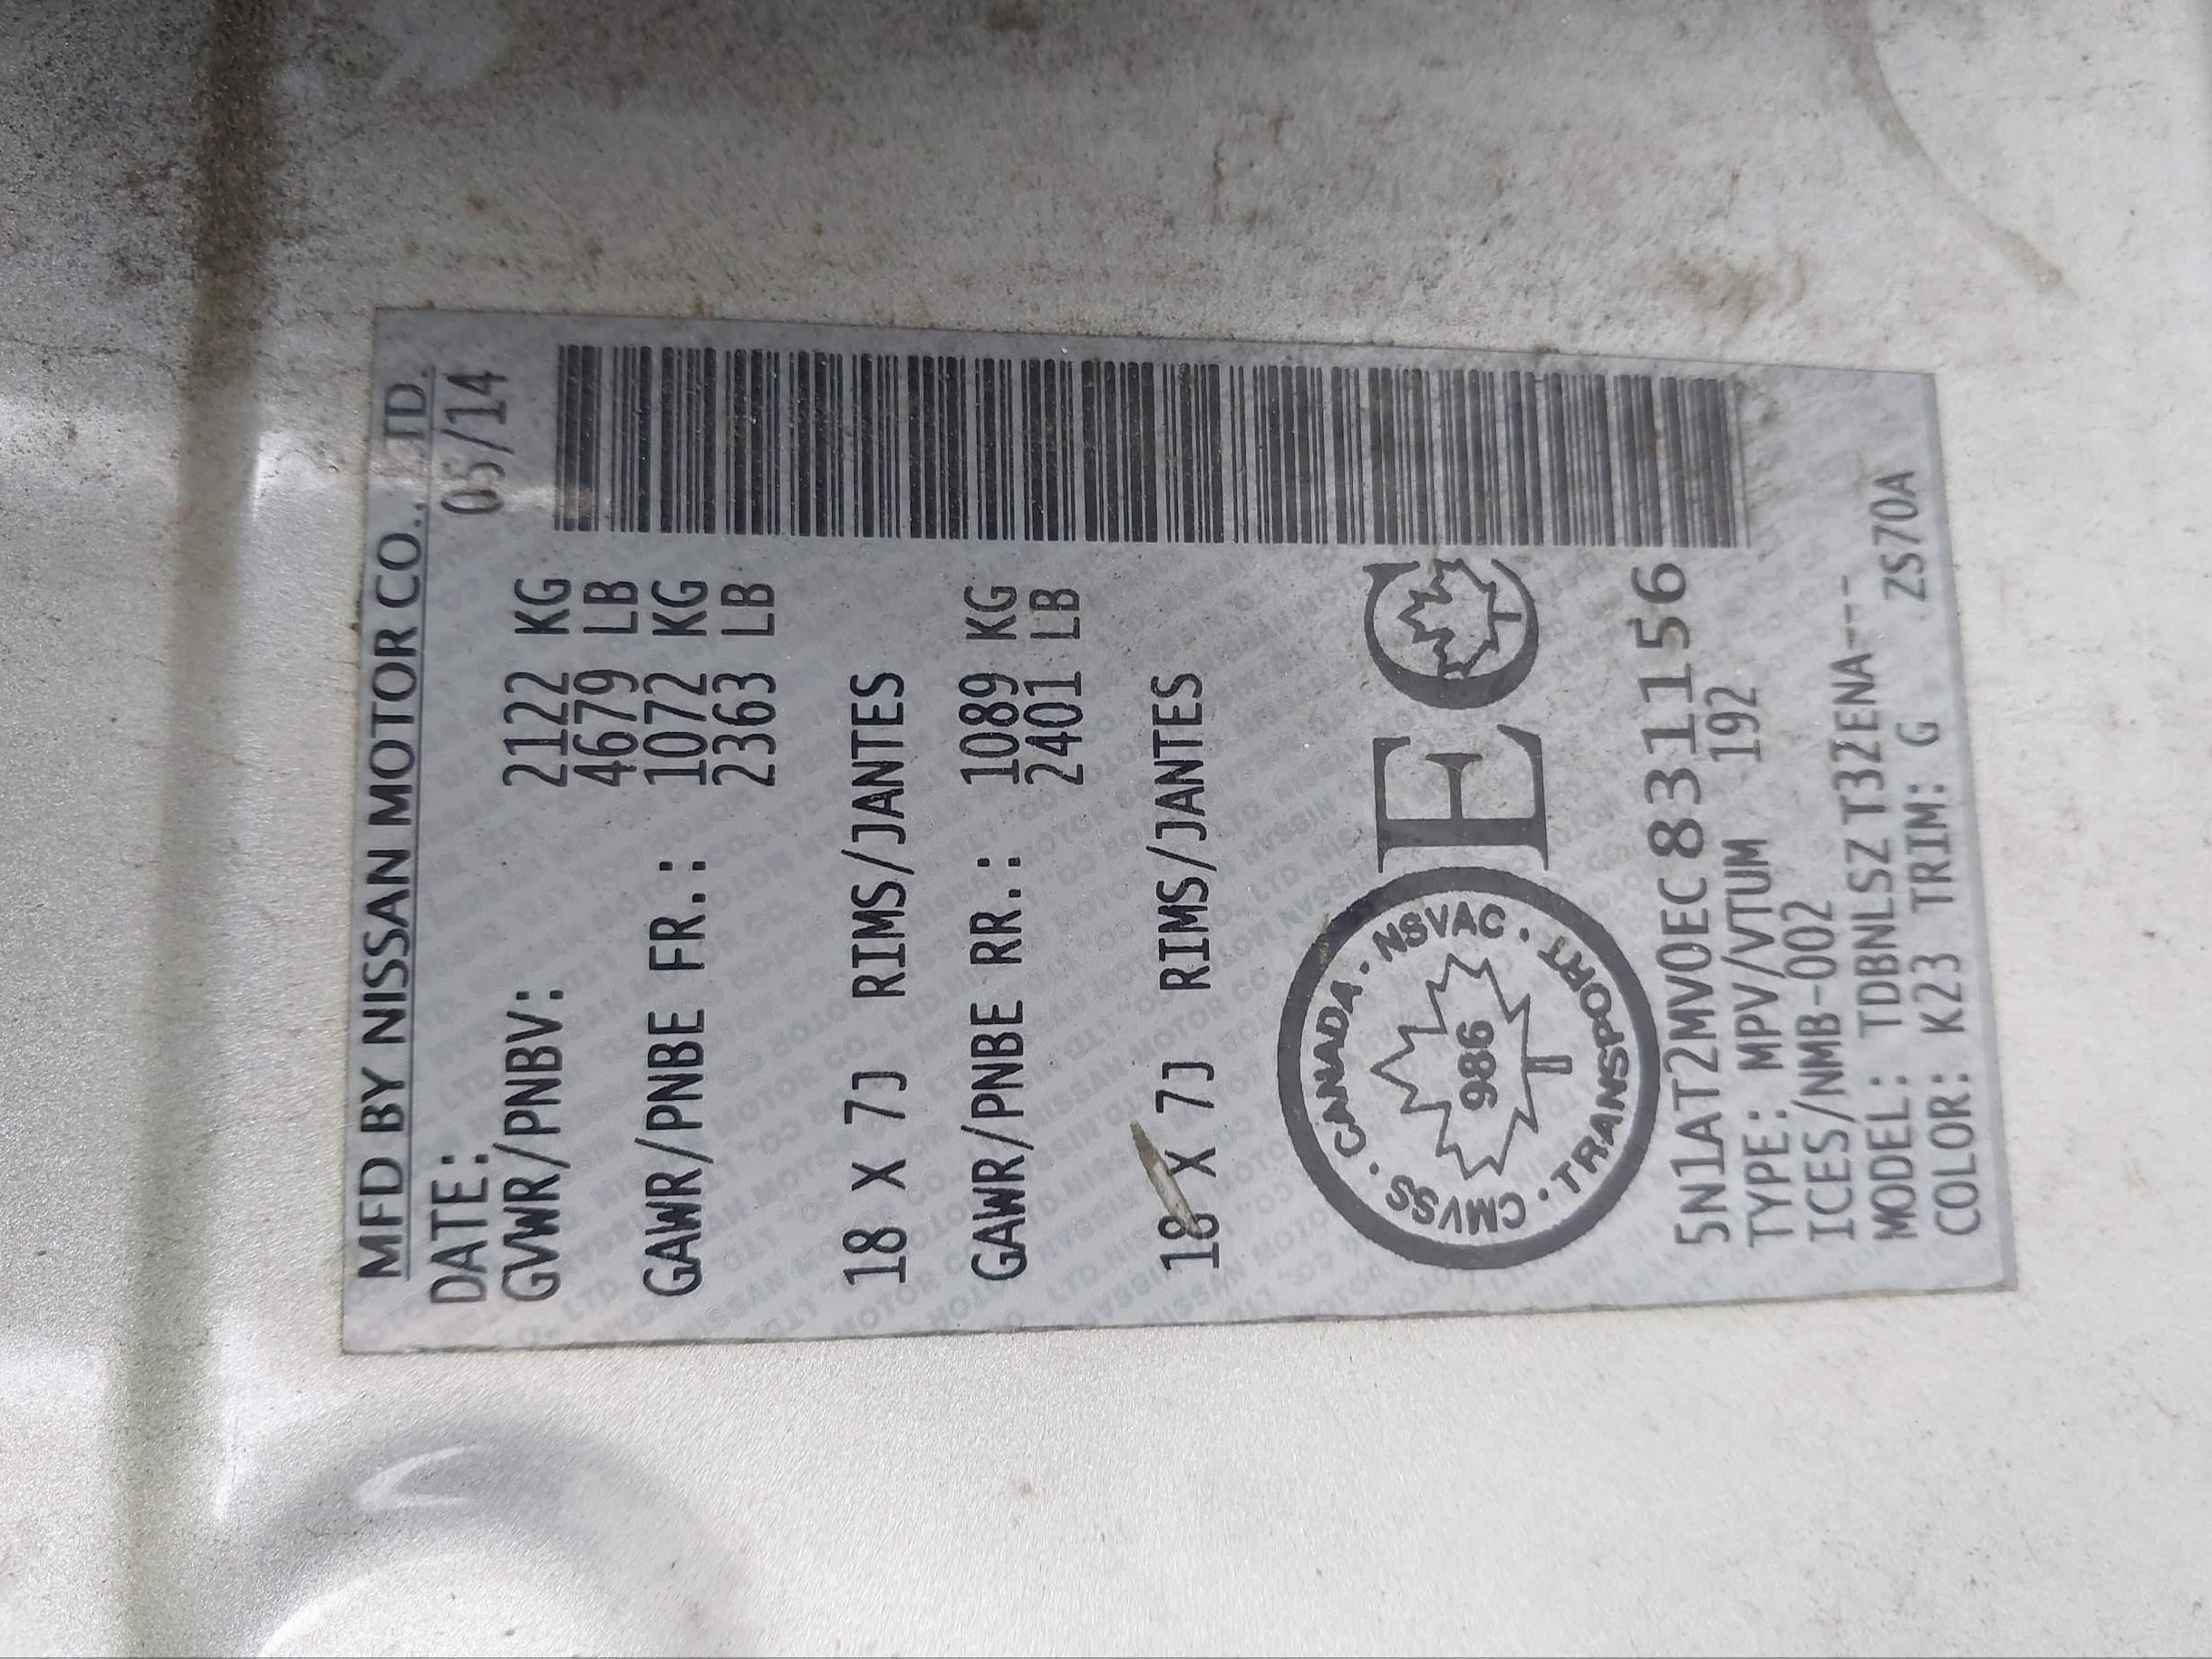 MFD BY NISSAN MOTOR CO., LTD.
DATE: 05/14
GVWR/PNBV: 2122 KG
4679 LB
GAWR/PNBE FR.: 1072 KG
2363 LB
18 X 7J RIMS/JANTES
GAWR/PNBE RR.: 1089 KG
2401 LB
18 X 7J RIMS/JANTES
CMVSS · CANADA · NSVAC · TRANSPORT ·
986
EC
5N1AT2MV0EC831156
TYPE: MPV/VTUM 192
ICES/NMB-002
MODEL: TDBNLSZ T32ENA---
COLOR: K23 TRIM: G ZS70A